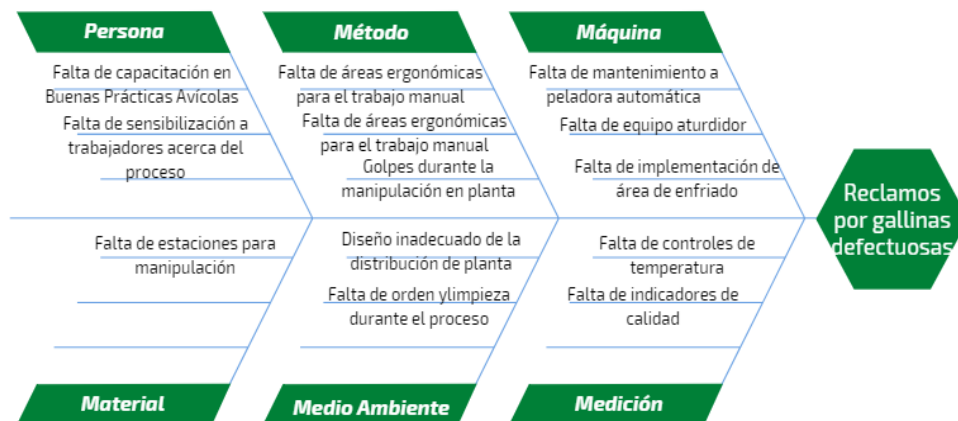 Persona
Método
Máquina
Falta de capacitación en
Buenas Prácticas Avícolas
Falta de sensibilización a
trabajadores acerca del
proceso
Falta de áreas ergonómicas
para el trabajo manual
Falta de áreas ergonómicas
para el trabajo manual
Golpes durante la
manipulación en planta
Falta de mantenimiento a
peladora automática
Falta de equipo aturdidor
Falta de implementación de
área de enfriado
Reclamos
por gallinas
defectuosas
Falta de estaciones para
manipulación
Diseño inadecuado de la
distribución de planta
Falta de orden ylimpieza
durante el proceso
Falta de controles de
temperatura
Falta de indicadores de
calidad
Material
Medio Ambiente
Medición